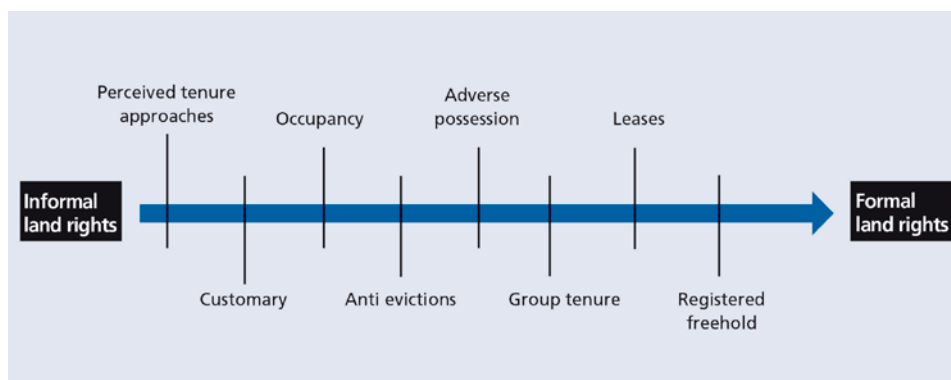 Perceived tenure
approaches
Occupancy
Adverse
possession
Leases
Informal
land rights
Formal
land rights
Customary
Anti evictions
Group tenure
Registered
freehold